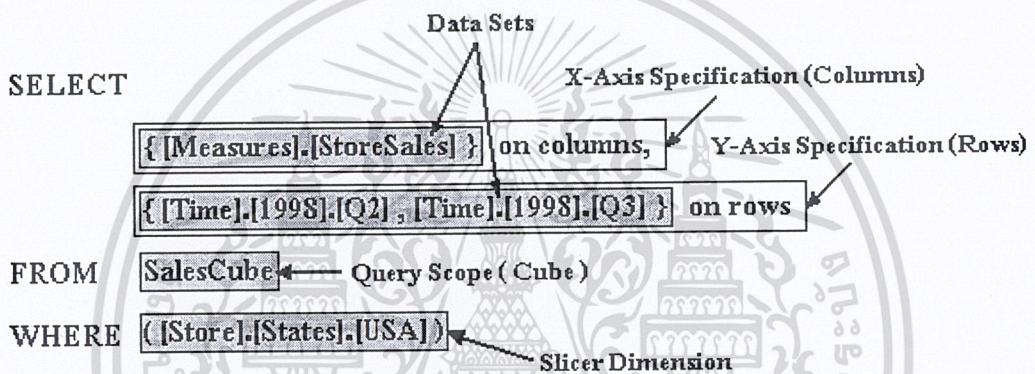 Data Sets
SELECT
X-Axis Specification (Columns)
{ [Measures].[StoreSales] } on columns,
Y-Axis Specification (Rows)
{ [Time].[1998].[Q2] , [Time].[1998].[Q3] } on rows
FROM SalesCube Query Scope ( Cube )
WHERE ( [Store].[States].[USA] )
Slicer Dimension